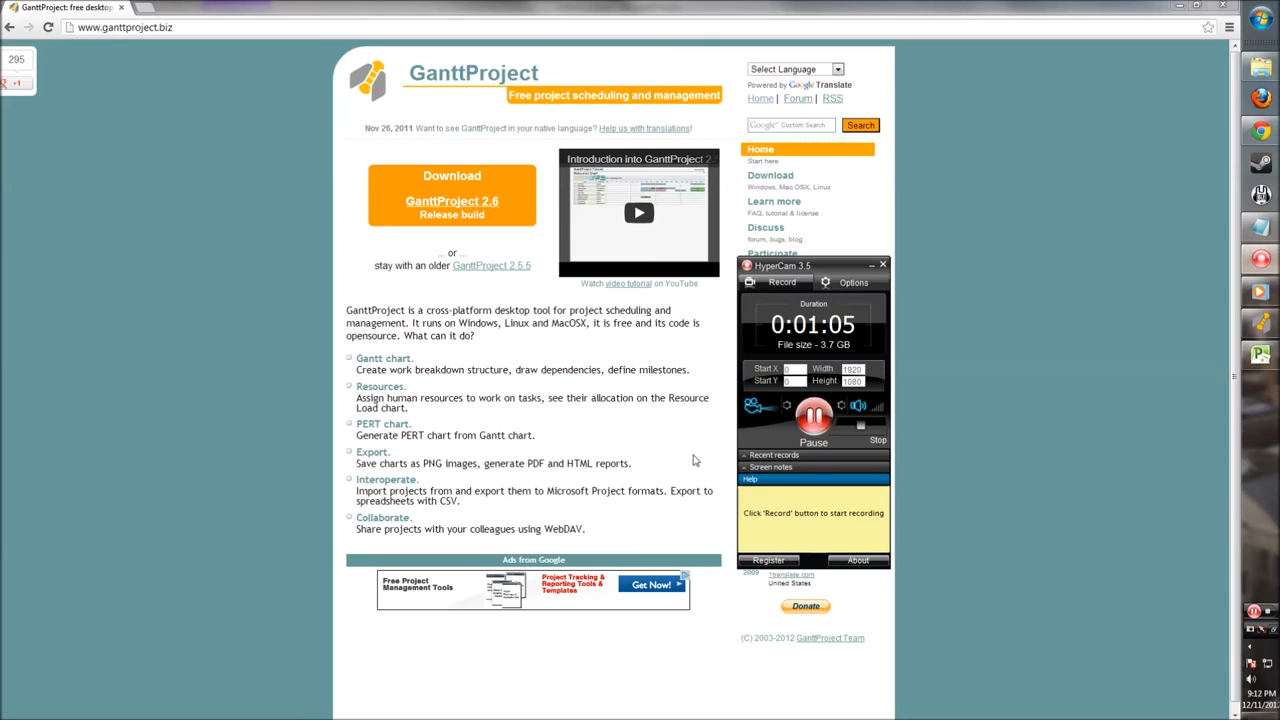 GanttProject: free desktop
www.ganttproject.biz
295
+1
GanttProject
Free project scheduling and management
Select Language
Powered by Google Translate
Home | Forum | RSS
Nov 26, 2011 Want to see GanttProject in your native language? Help us with translations!
Google Custom Search
Search
Download
GanttProject 2.6
Release build
... or ...
stay with an older GanttProject 2.5.5
Introduction into GanttProject 2.
Watch video tutorial on YouTube
Home
Start here
Download
Windows, Mac OSX, Linux
Learn more
FAQ, tutorial & license
Discuss
forum, bugs, blog
Participate
GanttProject is a cross-platform desktop tool for project scheduling and
management. It runs on Windows, Linux and MacOSX, it is free and its code is
opensource. What can it do?
Gantt chart.
Create work breakdown structure, draw dependencies, define milestones.
Resources.
Assign human resources to work on tasks, see their allocation on the Resource
Load chart.
PERT chart.
Generate PERT chart from Gantt chart.
Export.
Save charts as PNG images, generate PDF and HTML reports.
Interoperate.
Import projects from and export them to Microsoft Project formats. Export to
spreadsheets with CSV.
Collaborate.
Share projects with your colleagues using WebDAV.
Ads from Google
Free Project
Management Tools
Project Tracking &
Reporting Tools &
Templates
Get Now!
HyperCam 3.5
Record
Options
Duration
0:01:05
File size - 3.7 GB
Start X 0 Width 1920
Start Y 0 Height 1080
Pause
Stop
Recent records
Screen notes
Help
Click 'Record' button to start recording
Register
About
2009
1translate.com
United States
Donate
(C) 2003-2012 GanttProject Team
9:12 PM